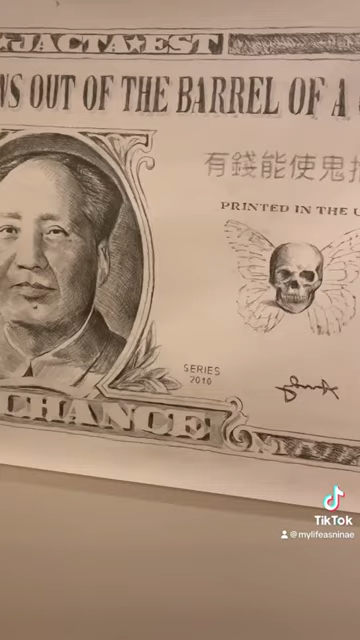 ★JACTA★EST
WS OUT OF THE BARREL OF A
有錢能使鬼
PRINTED IN THE U
SERIES
2010
CHANCE
TikTok
@mylifeasninae